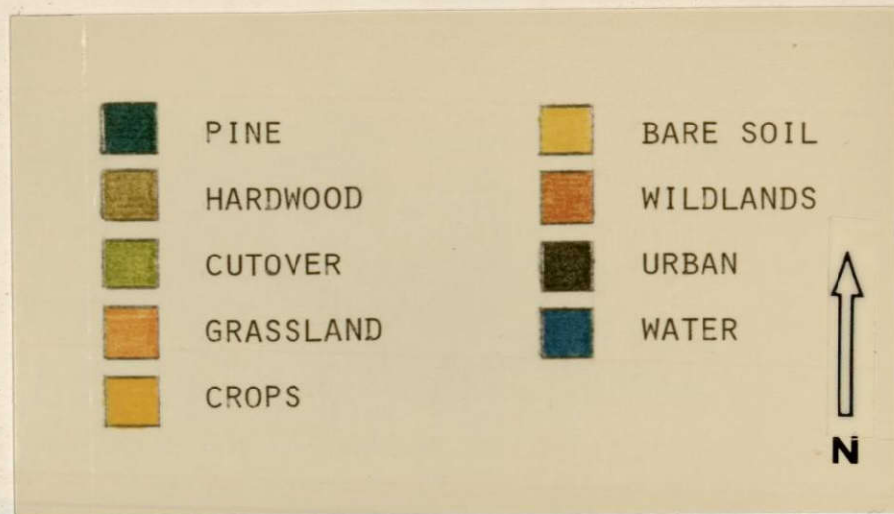 PINE
HARDWOOD
CUTOVER
GRASSLAND
CROPS
BARE SOIL
WILDLANDS
URBAN
WATER
N